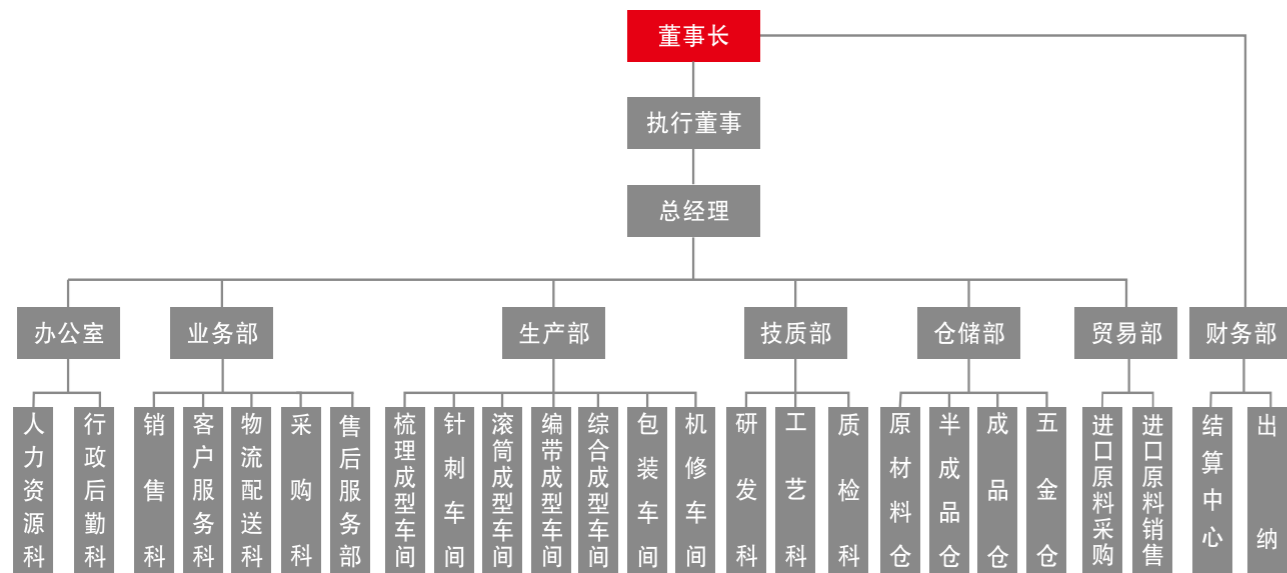 董事长
执行董事
总经理
办公室
业务部
生产部
技质部
仓储部
贸易部
财务部
人力资源科
行政后勤科
销售科
客户服务科
物流配送科
采购科
售后服务部
梳理成型车间
针刺车间
滚筒成型车间
编带成型车间
综合成型车间
包装车间
机修车间
研发科
工艺科
质检科
原材料仓
半成品仓
成品仓
五金仓
进口原料采购
进口原料销售
结算中心
出纳